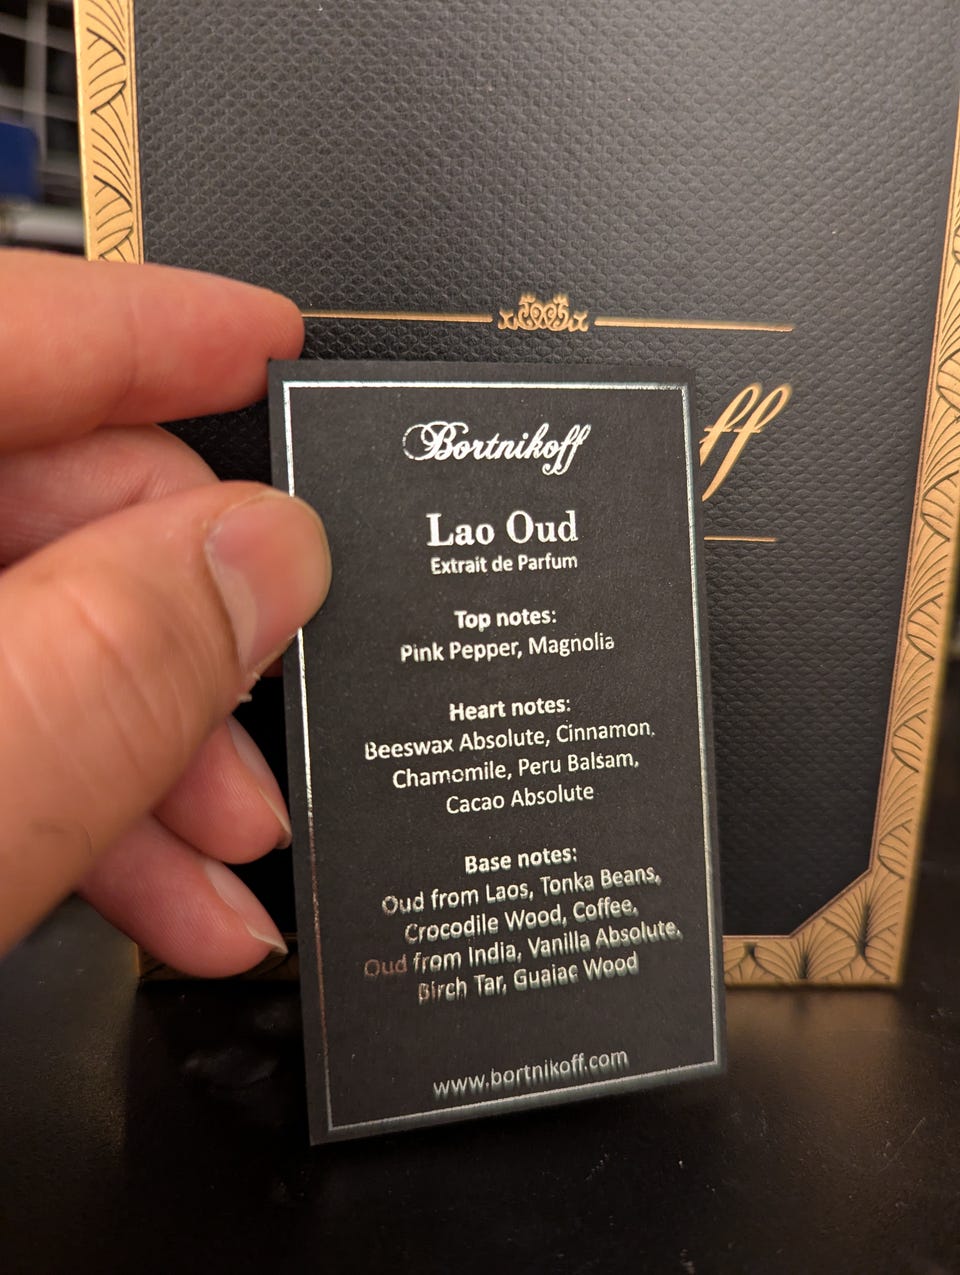 Bortnikoff
Lao Oud
Extrait de Parfum
Top notes:
Pink Pepper, Magnolia
Heart notes:
Beeswax Absolute, Cinnamon,
Chamomile, Peru Balsam,
Cacao Absolute
Base notes:
Oud from Laos, Tonka Beans,
Crocodile Wood, Coffee,
Oud from India, Vanilla Absolute,
Birch Tar, Guaiac Wood
www.bortnikoff.com
ff